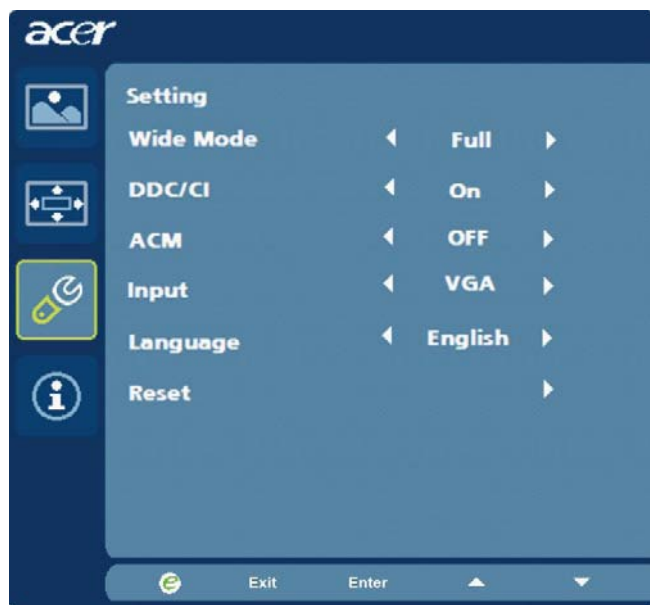 acer
Setting
Wide Mode Full
DDC/CI On
ACM OFF
Input VGA
Language English
Reset
e Exit Enter